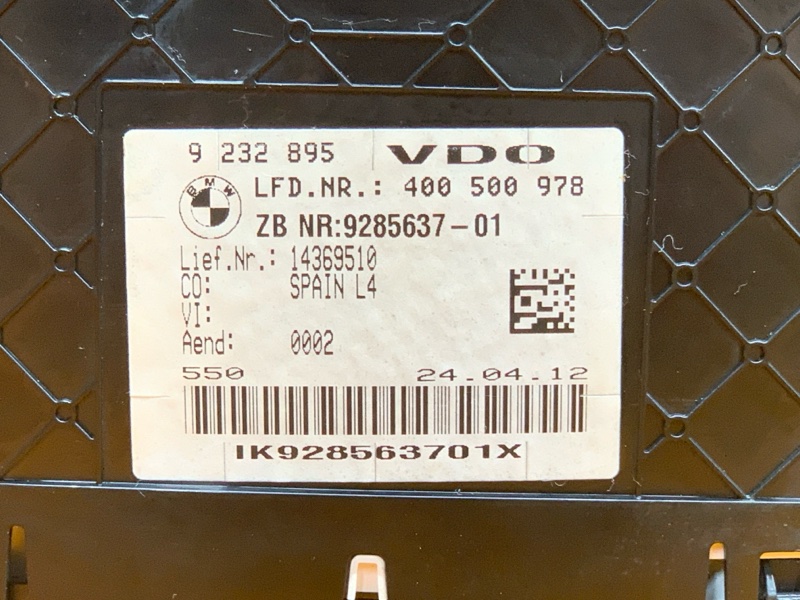 9 232 895 VDO
BMW LFD.NR.: 400 500 978
ZB NR:9285637-01
Lief.Nr.: 14369510
CO: SPAIN L4
VI:
Aend: 0002
550 24.04.12
IK928563701X